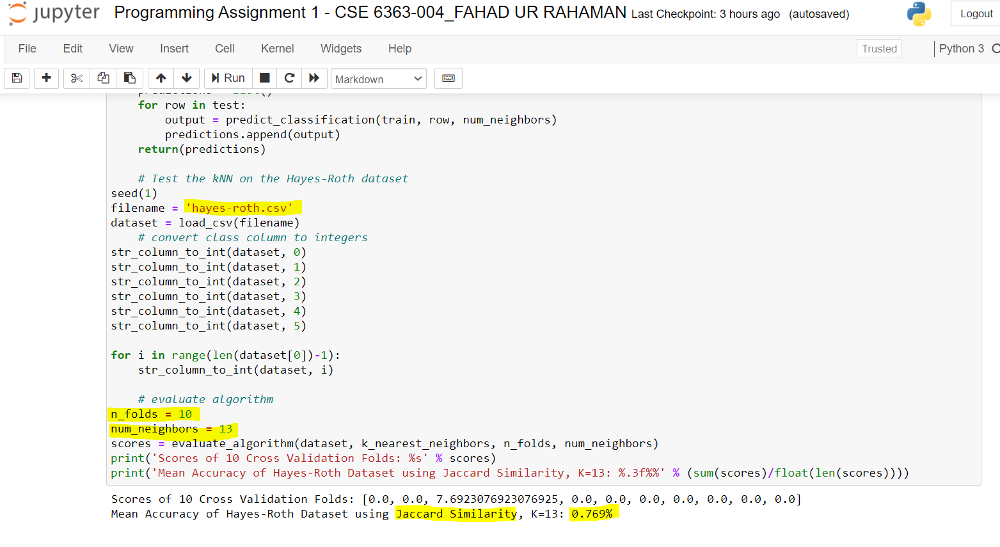 jupyter Programming Assignment 1 - CSE 6363-004_FAHAD UR RAHAMAN Last Checkpoint: 3 hours ago (autosaved) Logout
File Edit View Insert Cell Kernel Widgets Help Trusted Python 3
Run Markdown
for row in test:
output = predict_classification(train, row, num_neighbors)
predictions.append(output)
return(predictions)
# Test the kNN on the Hayes-Roth dataset
seed(1)
filename = 'hayes-roth.csv'
dataset = load_csv(filename)
# convert class column to integers
str_column_to_int(dataset, 0)
str_column_to_int(dataset, 1)
str_column_to_int(dataset, 2)
str_column_to_int(dataset, 3)
str_column_to_int(dataset, 4)
str_column_to_int(dataset, 5)
for i in range(len(dataset[0])-1):
str_column_to_int(dataset, i)
# evaluate algorithm
n_folds = 10
num_neighbors = 13
scores = evaluate_algorithm(dataset, k_nearest_neighbors, n_folds, num_neighbors)
print('Scores of 10 Cross Validation Folds: %s' % scores)
print('Mean Accuracy of Hayes-Roth Dataset using Jaccard Similarity, K=13: %.3f%%' % (sum(scores)/float(len(scores))))
Scores of 10 Cross Validation Folds: [0.0, 0.0, 7.6923076923076925, 0.0, 0.0, 0.0, 0.0, 0.0, 0.0, 0.0]
Mean Accuracy of Hayes-Roth Dataset using Jaccard Similarity, K=13: 0.769%